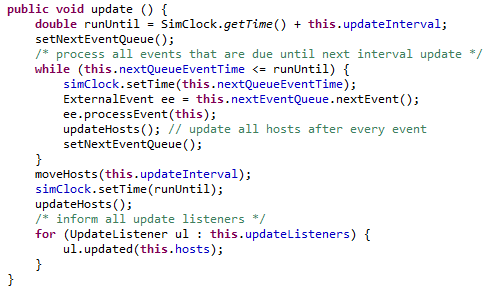 public void update () {
    double runUntil = SimClock.getTime() + this.updateInterval;
    setNextEventQueue();
    /* process all events that are due until next interval update */
    while (this.nextQueueEventTime <= runUntil) {
        simClock.setTime(this.nextQueueEventTime);
        ExternalEvent ee = this.nextEventQueue.nextEvent();
        ee.processEvent(this);
        updateHosts(); // update all hosts after every event
        setNextEventQueue();
    }
    moveHosts(this.updateInterval);
    simClock.setTime(runUntil);
    updateHosts();
    /* inform all update listeners */
    for (UpdateListener ul : this.updateListeners) {
        ul.updated(this.hosts);
    }
}